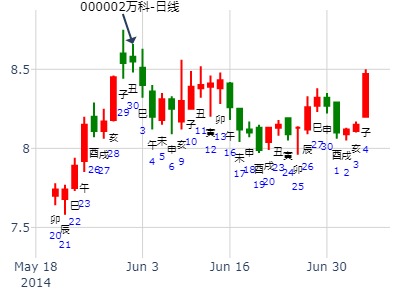 000002万科-日线
8.5
8
7.5
卯
20
辰
21
巳
22
午
23
酉
26
戌
27
亥
28
子
29
丑
30
巳
3
午
4
未
5
申
6
亥
9
子
10
丑
11
寅
12
卯
13
午
16
未
17
申
18
酉
19
戌
20
丑
23
寅
24
卯
25
辰
26
巳
27
申
30
酉
1
戌
2
亥
3
子
4
May 18
2014
Jun 3
Jun 16
Jun 30